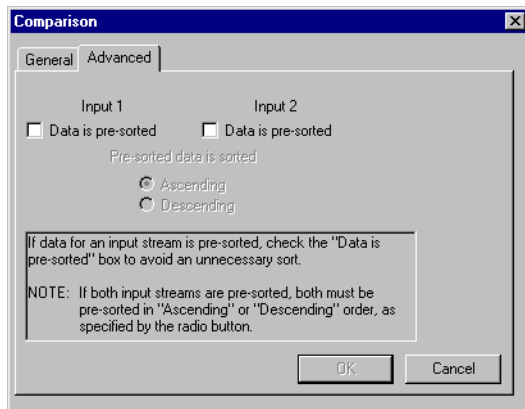 Comparison
General Advanced
Input 1 Input 2
Data is pre-sorted Data is pre-sorted
Pre-sorted data is sorted
Ascending
Descending
If data for an input stream is pre-sorted, check the "Data is
pre-sorted" box to avoid an unnecessary sort.
NOTE: If both input streams are pre-sorted, both must be
pre-sorted in "Ascending" or "Descending" order, as
specified by the radio button.
OK Cancel